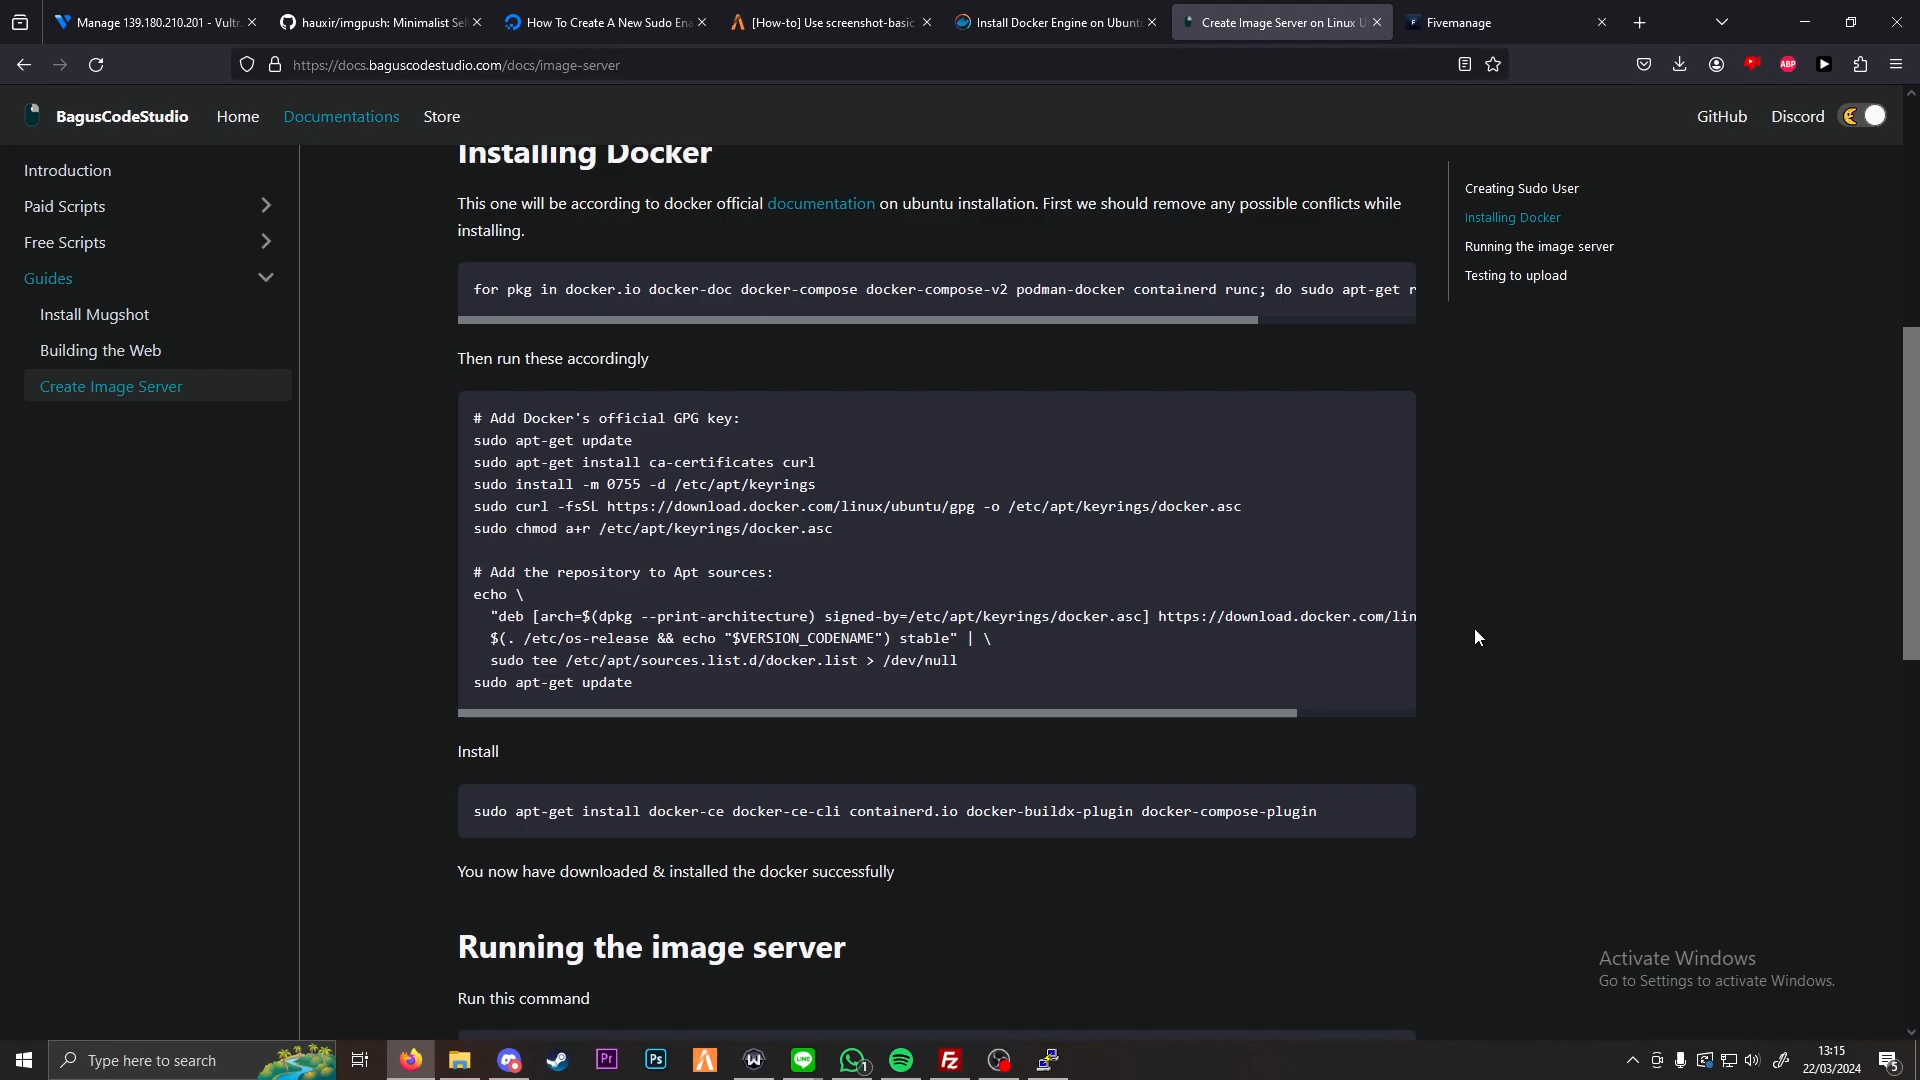 Manage 139.180.210.201 - Vultr
hauxir/imgpush: Minimalist Sel
How To Create A New Sudo Ena
[How-to] Use screenshot-basic
Install Docker Engine on Ubunt
Create Image Server on Linux U
Fivemanage
https://docs.baguscodestudio.com/docs/image-server
ABP
BagusCodeStudio
Home
Documentations
Store
GitHub
Discord
Introduction
Paid Scripts
Free Scripts
Guides
Install Mugshot
Building the Web
Create Image Server
Installing Docker
This one will be according to docker official documentation on ubuntu installation. First we should remove any possible conflicts while
installing.
for pkg in docker.io docker-doc docker-compose docker-compose-v2 podman-docker containerd runc; do sudo apt-get r
Then run these accordingly
# Add Docker's official GPG key:
sudo apt-get update
sudo apt-get install ca-certificates curl
sudo install -m 0755 -d /etc/apt/keyrings
sudo curl -fsSL https://download.docker.com/linux/ubuntu/gpg -o /etc/apt/keyrings/docker.asc
sudo chmod a+r /etc/apt/keyrings/docker.asc
# Add the repository to Apt sources:
echo \
"deb [arch=$(dpkg --print-architecture) signed-by=/etc/apt/keyrings/docker.asc] https://download.docker.com/lin
$(. /etc/os-release && echo "$VERSION_CODENAME") stable" | \
sudo tee /etc/apt/sources.list.d/docker.list > /dev/null
sudo apt-get update
Install
sudo apt-get install docker-ce docker-ce-cli containerd.io docker-buildx-plugin docker-compose-plugin
You now have downloaded & installed the docker successfully
Running the image server
Run this command
Creating Sudo User
Installing Docker
Running the image server
Testing to upload
Activate Windows
Go to Settings to activate Windows.
Type here to search
Pr
Ps
LINE
1
Fz
13:15
22/03/2024
5